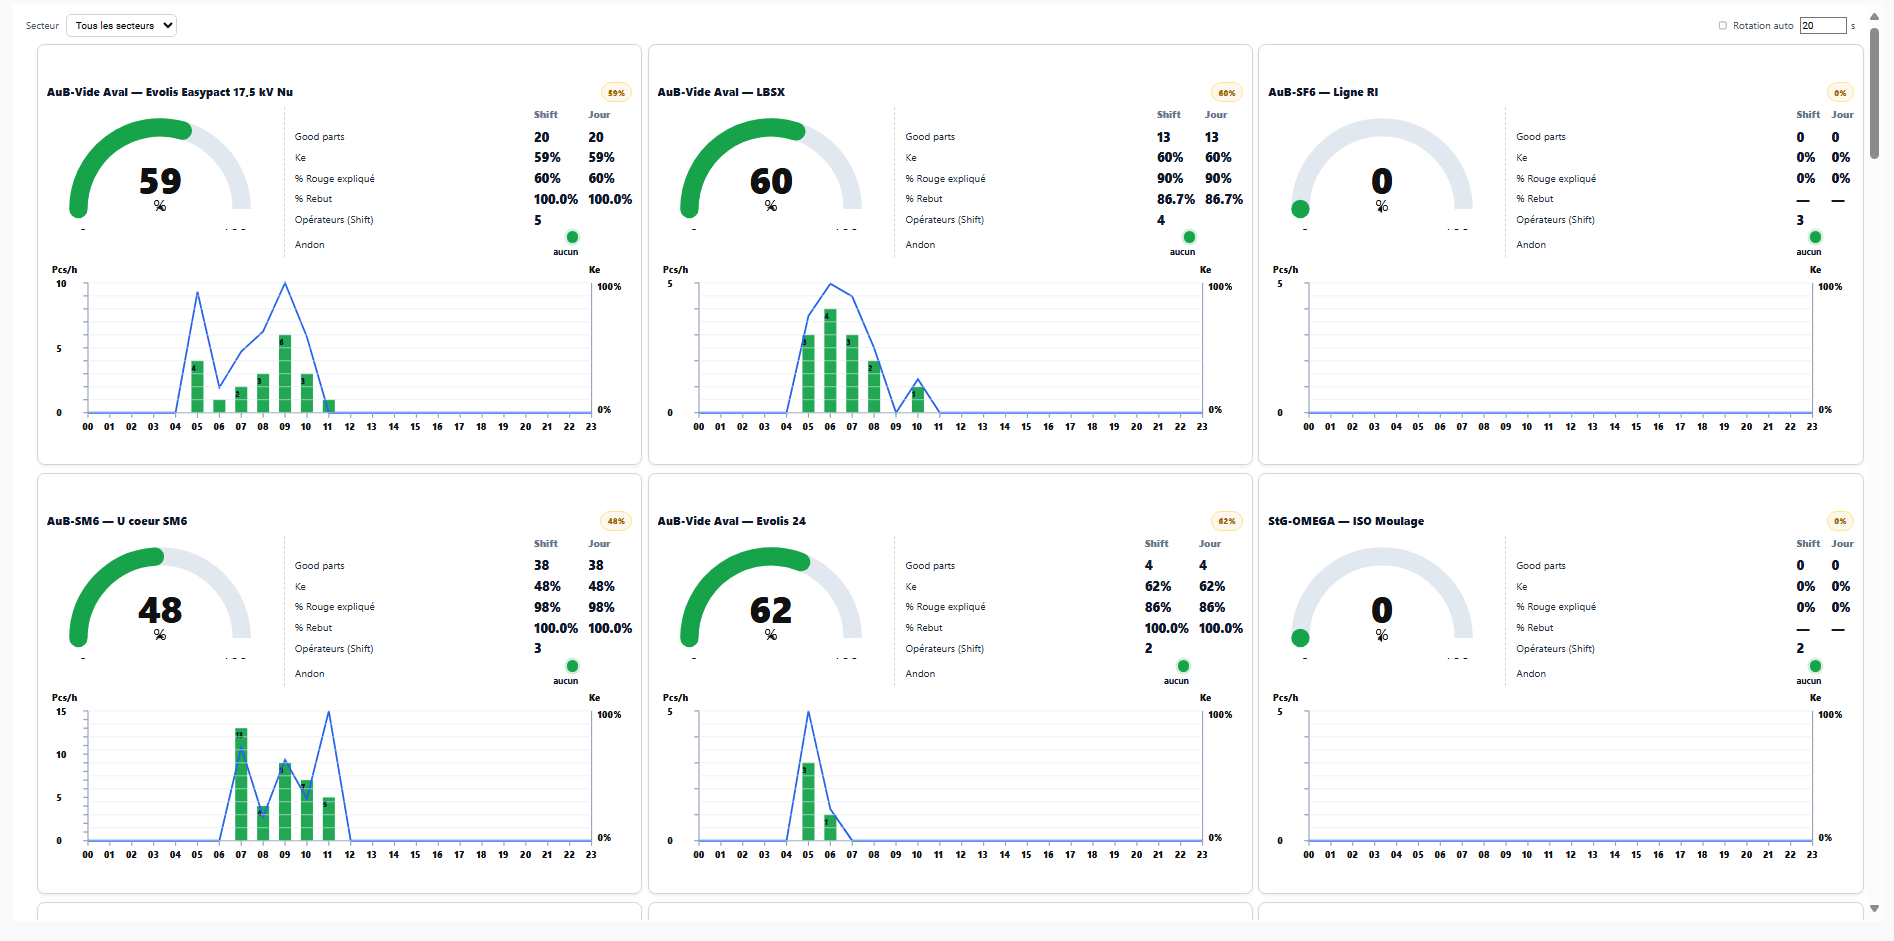 Secteur Tous les secteurs Rotation auto 20 s
AuB-Vide Aval — Evolis Easypact 17,5 kV Nu 59%
Shift Jour
Good parts 20 20
Ke 59% 59%
% Rouge expliqué 60% 60%
% Rebut 100.0% 100.0%
Opérateurs (Shift) 5
Andon aucun
59
%
Pcs/h Ke
10 100%
5
0 0%
4 2 3 6 3
00 01 02 03 04 05 06 07 08 09 10 11 12 13 14 15 16 17 18 19 20 21 22 23
AuB-Vide Aval — LBSX 60%
Shift Jour
Good parts 13 13
Ke 60% 60%
% Rouge expliqué 90% 90%
% Rebut 86.7% 86.7%
Opérateurs (Shift) 4
Andon aucun
60
%
Pcs/h Ke
5 100%
0 0%
3 4 3 2 1
00 01 02 03 04 05 06 07 08 09 10 11 12 13 14 15 16 17 18 19 20 21 22 23
AuB-SF6 — Ligne RI 0%
Shift Jour
Good parts 0 0
Ke 0% 0%
% Rouge expliqué 0% 0%
% Rebut — —
Opérateurs (Shift) 3
Andon aucun
0
%
Pcs/h Ke
5 100%
0 0%
00 01 02 03 04 05 06 07 08 09 10 11 12 13 14 15 16 17 18 19 20 21 22 23
AuB-SM6 — U coeur SM6 48%
Shift Jour
Good parts 38 38
Ke 48% 48%
% Rouge expliqué 98% 98%
% Rebut 100.0% 100.0%
Opérateurs (Shift) 3
Andon aucun
48
%
Pcs/h Ke
15 100%
10
5
0 0%
13 4 9 7 5
00 01 02 03 04 05 06 07 08 09 10 11 12 13 14 15 16 17 18 19 20 21 22 23
AuB-Vide Aval — Evolis 24 62%
Shift Jour
Good parts 4 4
Ke 62% 62%
% Rouge expliqué 86% 86%
% Rebut 100.0% 100.0%
Opérateurs (Shift) 2
Andon aucun
62
%
Pcs/h Ke
5 100%
0 0%
3 1
00 01 02 03 04 05 06 07 08 09 10 11 12 13 14 15 16 17 18 19 20 21 22 23
StG-OMEGA — ISO Moulage 0%
Shift Jour
Good parts 0 0
Ke 0% 0%
% Rouge expliqué 0% 0%
% Rebut — —
Opérateurs (Shift) 2
Andon aucun
0
%
Pcs/h Ke
5 100%
0 0%
00 01 02 03 04 05 06 07 08 09 10 11 12 13 14 15 16 17 18 19 20 21 22 23